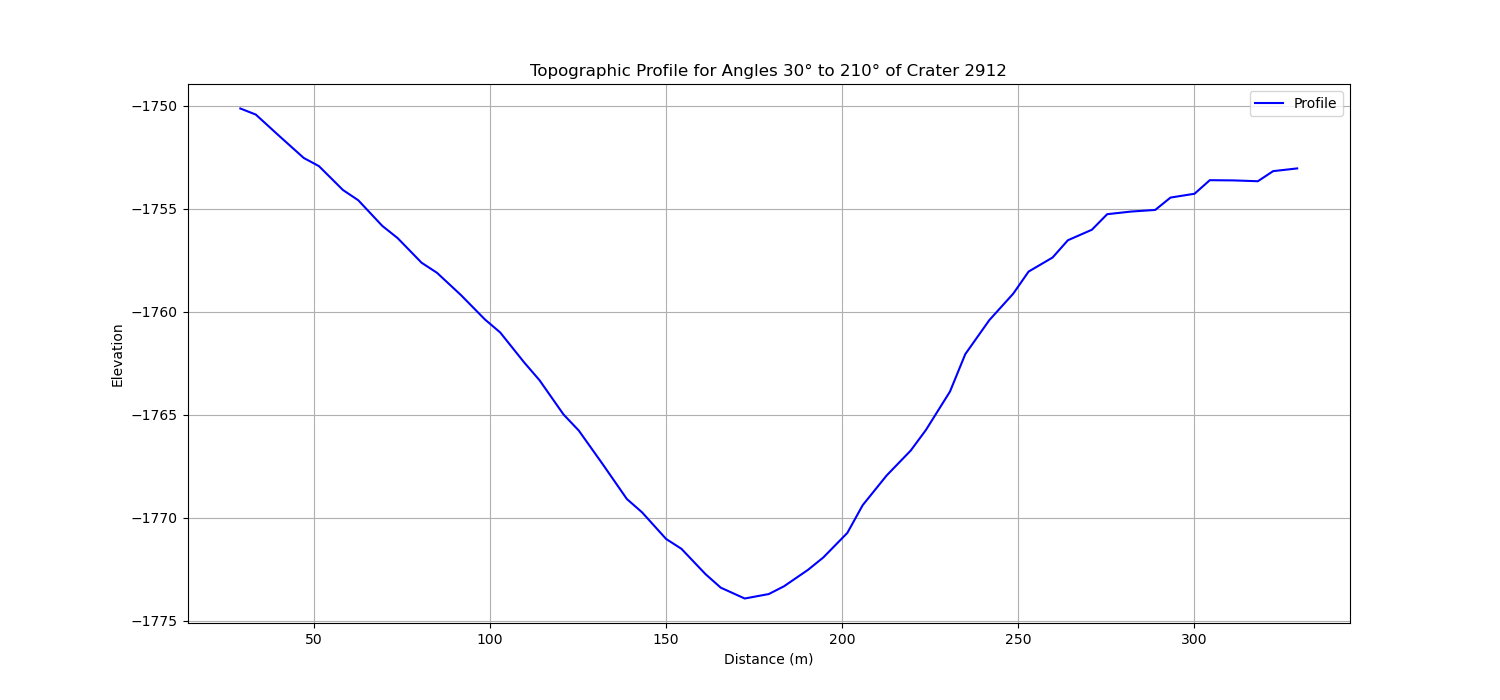 Topographic Profile for Angles 30° to 210° of Crater 2912
Profile
−1750
−1755
−1760
−1765
−1770
−1775
Elevation
50 100 150 200 250 300
Distance (m)